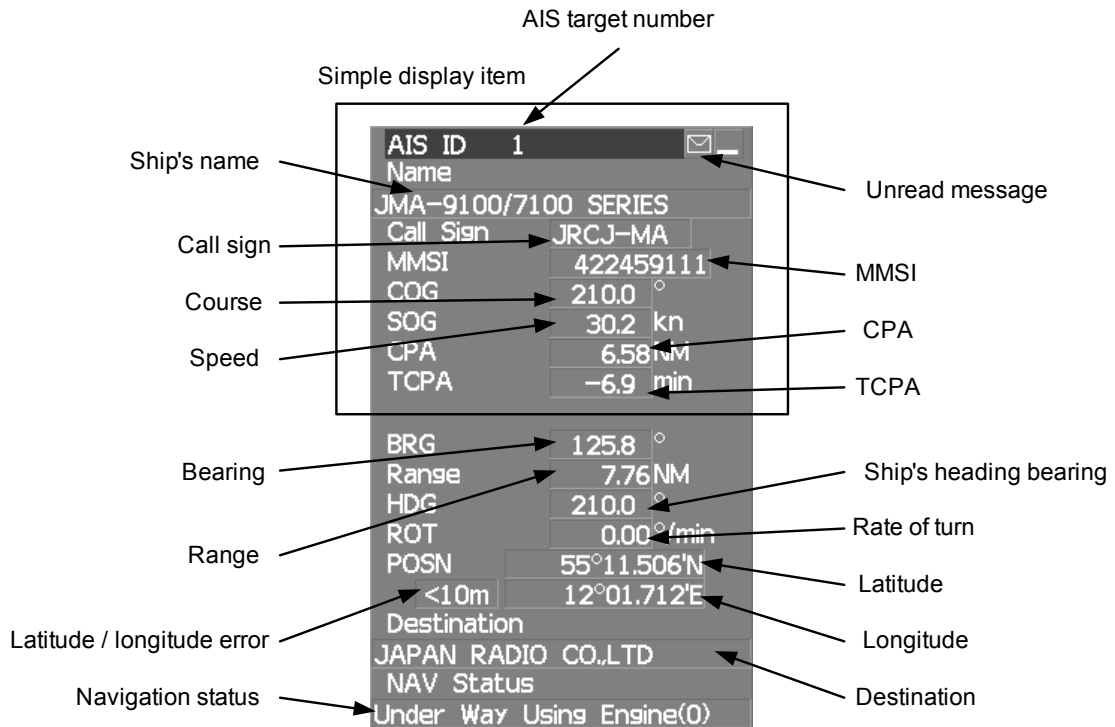 AIS target number
Simple display item
AIS ID 1
Ship's name
Name
Unread message
JMA-9100/7100 SERIES
Call sign
Call Sign JRCJ-MA
MMSI 422459111
MMSI
Course
COG 210.0 °
SOG 30.2 kn
CPA
Speed
CPA 6.58 NM
TCPA -6.9 min
TCPA
BRG 125.8 °
Bearing
Range 7.76 NM
Ship's heading bearing
HDG 210.0 °
Rate of turn
ROT 0.00 °/min
Range
POSN 55°11.506'N
Latitude
<10m 12°01.712'E
Latitude / longitude error
Longitude
Destination
JAPAN RADIO CO.,LTD
NAV Status
Navigation status
Destination
Under Way Using Engine(0)